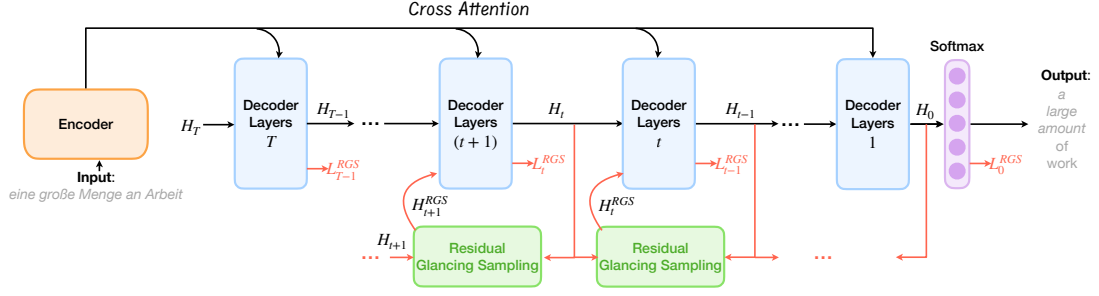 Cross Attention
Softmax
Encoder
Input:
eine große Menge an Arbeit
H_T
Decoder
Layers
T
H_{T-1}
...
L_{T-1}^{RGS}
Decoder
Layers
(t + 1)
H_t
L_t^{RGS}
Decoder
Layers
t
H_{t-1}
...
L_{t-1}^{RGS}
Decoder
Layers
1
H_0
L_0^{RGS}
Output:
a
large
amount
of
work
H_{t+1}^{RGS}
H_t^{RGS}
...
H_{t+1}
Residual
Glancing Sampling
Residual
Glancing Sampling
...